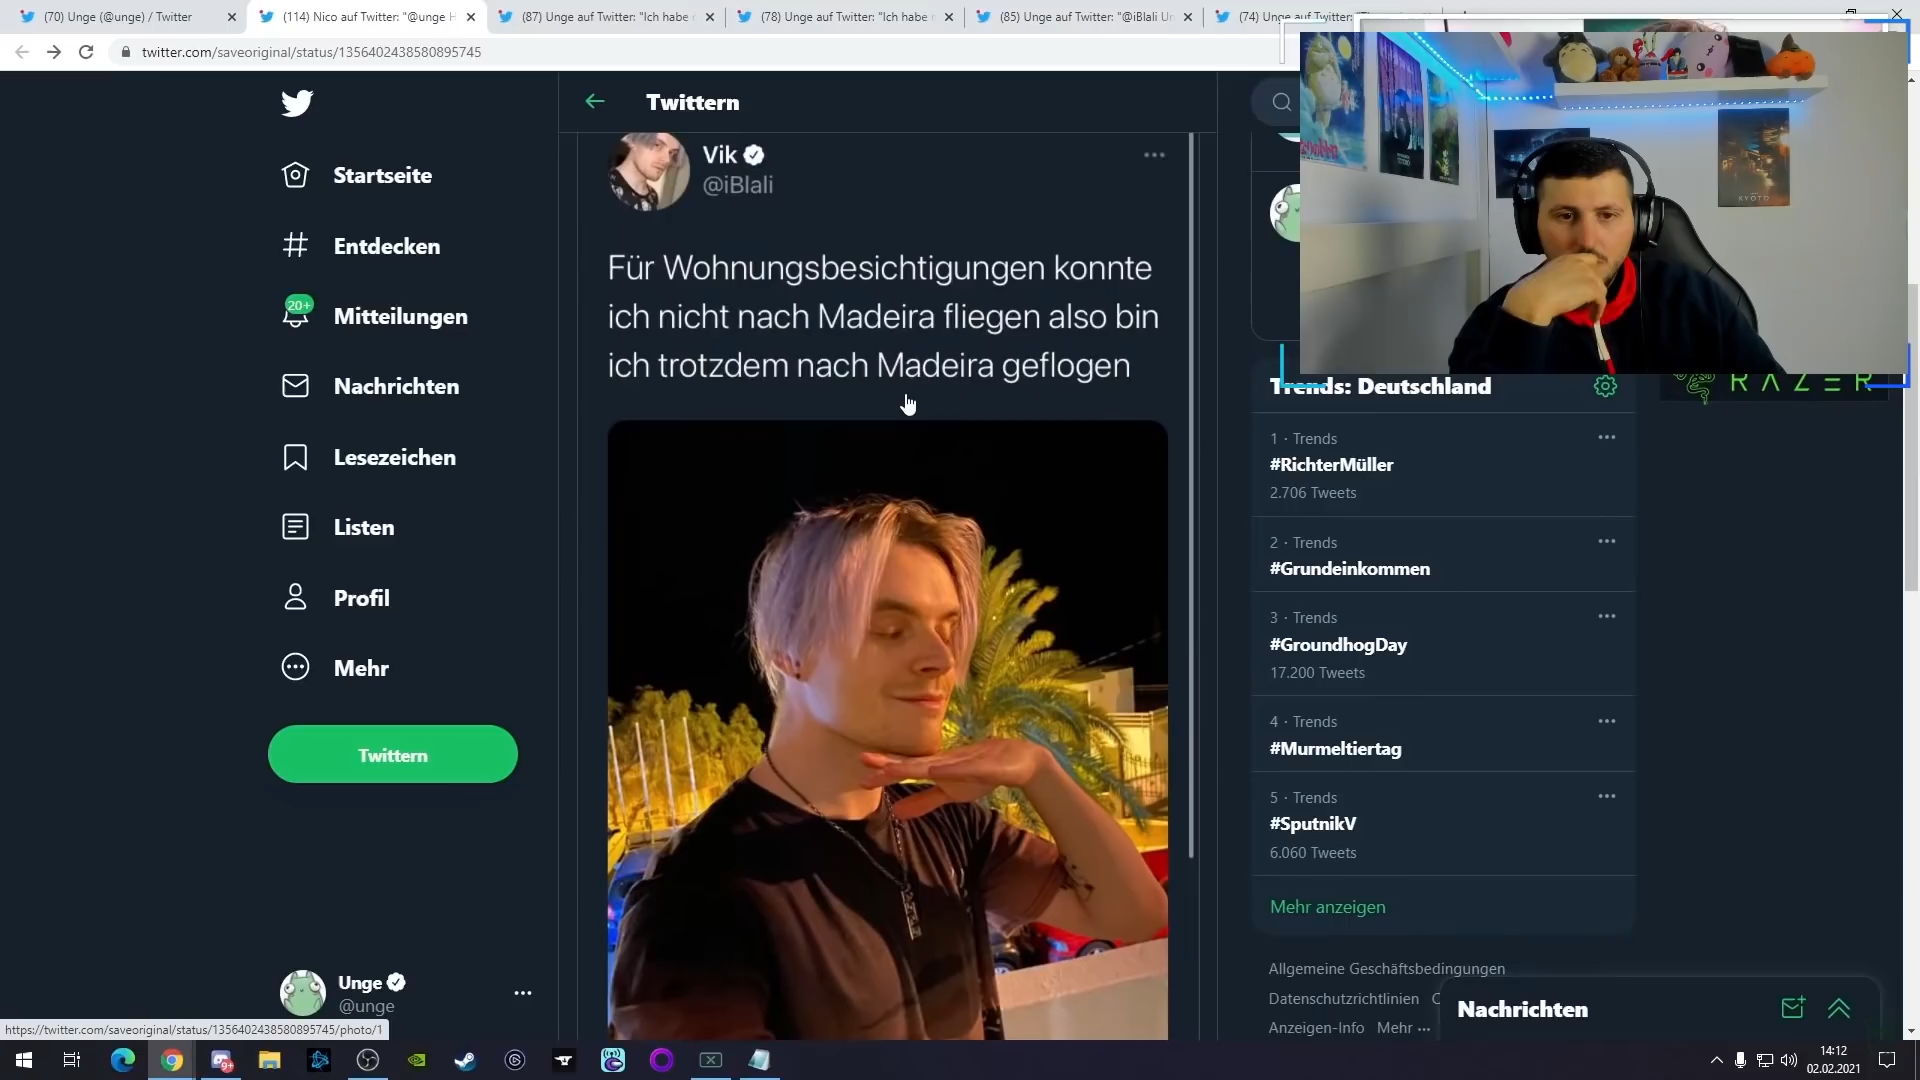 (70) Unge (@unge) / Twitter
(114) Nico auf Twitter: "@unge H
(87) Unge auf Twitter: "Ich habe
(78) Unge auf Twitter: "Ich habe
(85) Unge auf Twitter: "@iBlali Un
(74) Unge auf Twitter:
twitter.com/saveoriginal/status/1356402438580895745
Twittern
Vik
@iBlali
Für Wohnungsbesichtigungen konnte
ich nicht nach Madeira fliegen also bin
ich trotzdem nach Madeira geflogen
Startseite
Entdecken
20+
Mitteilungen
Nachrichten
Lesezeichen
Listen
Profil
Mehr
Twittern
Unge
@unge
https://twitter.com/saveoriginal/status/1356402438580895745/photo/1
KYOTO
RAZER
Trends: Deutschland
1 · Trends
#RichterMüller
2.706 Tweets
2 · Trends
#Grundeinkommen
3 · Trends
#GroundhogDay
17.200 Tweets
4 · Trends
#Murmeltiertag
5 · Trends
#SputnikV
6.060 Tweets
Mehr anzeigen
Allgemeine Geschäftsbedingungen
Datenschutzrichtlinien C
Anzeigen-Info Mehr ···
Nachrichten
9+
14:12
02.02.2021